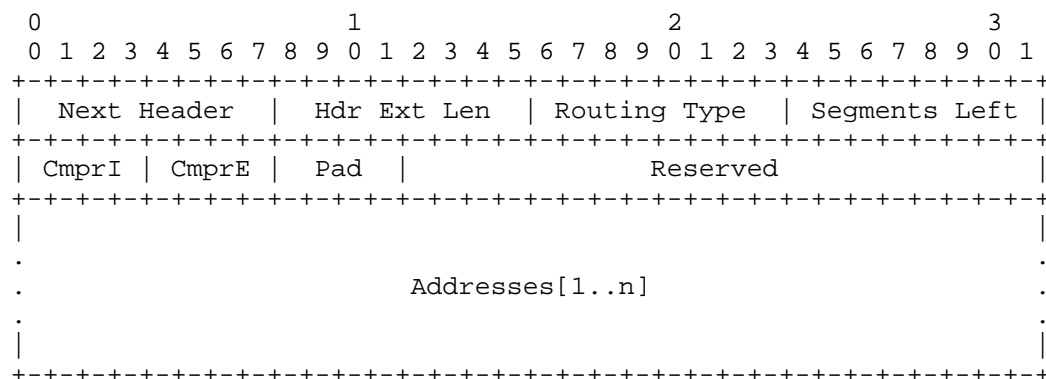 0                   1                   2                   3
 0 1 2 3 4 5 6 7 8 9 0 1 2 3 4 5 6 7 8 9 0 1 2 3 4 5 6 7 8 9 0 1
+-+-+-+-+-+-+-+-+-+-+-+-+-+-+-+-+-+-+-+-+-+-+-+-+-+-+-+-+-+-+-+-+
|  Next Header  |  Hdr Ext Len  | Routing Type  | Segments Left |
+-+-+-+-+-+-+-+-+-+-+-+-+-+-+-+-+-+-+-+-+-+-+-+-+-+-+-+-+-+-+-+-+
| CmprI | CmprE |  Pad  |               Reserved                |
+-+-+-+-+-+-+-+-+-+-+-+-+-+-+-+-+-+-+-+-+-+-+-+-+-+-+-+-+-+-+-+-+
|                                                               |
.                                                               .
.                        Addresses[1..n]                        .
.                                                               .
|                                                               |
+-+-+-+-+-+-+-+-+-+-+-+-+-+-+-+-+-+-+-+-+-+-+-+-+-+-+-+-+-+-+-+-+